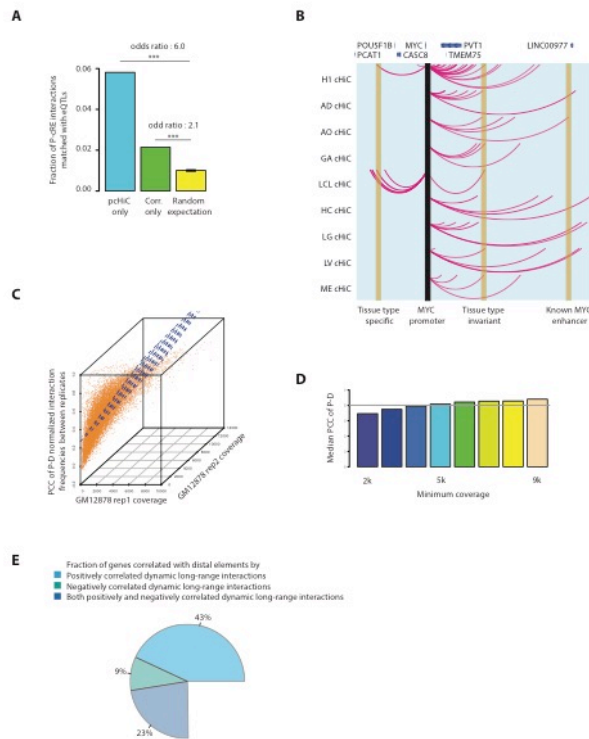 A
odds ratio : 6.0
***
odd ratio : 2.1
***
Fraction of P-cRE interactions
matched with eQTLs
0.06
0.04
0.02
0.00
pcHiC
only
Corr.
only
Random
expectation
B
POU5F1B MYC PVT1 LINC00977
PCAT1 CASC8 TMEM75
H1 cHiC
AD cHiC
AO cHiC
GA cHiC
LCL cHiC
HC cHiC
LG cHiC
LV cHiC
ME cHiC
Tissue type
specific
MYC
promoter
Tissue type
invariant
Known MYC
enhancer
C
PCC of P-D normalized interaction
frequencies between replicates
GM12878 rep1 coverage
GM12878 rep2 coverage
D
Median PCC of P-D
2k 5k 9k
Minimum coverage
E
Fraction of genes correlated with distal elements by
Positively correlated dynamic long-range interactions
Negatively correlated dynamic long-range interactions
Both positively and negatively correlated dynamic long-range interactions
43%
9%
23%